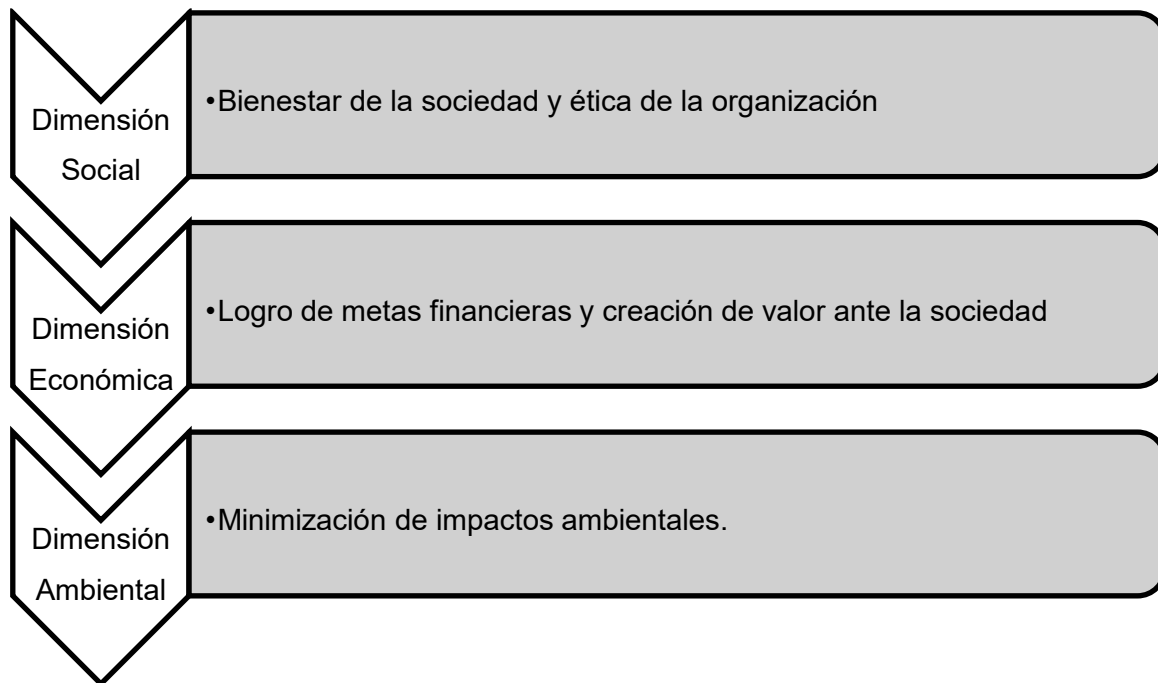 Dimensión
Social
•Bienestar de la sociedad y ética de la organización
Dimensión
Económica
•Logro de metas financieras y creación de valor ante la sociedad
Dimensión
Ambiental
•Minimización de impactos ambientales.